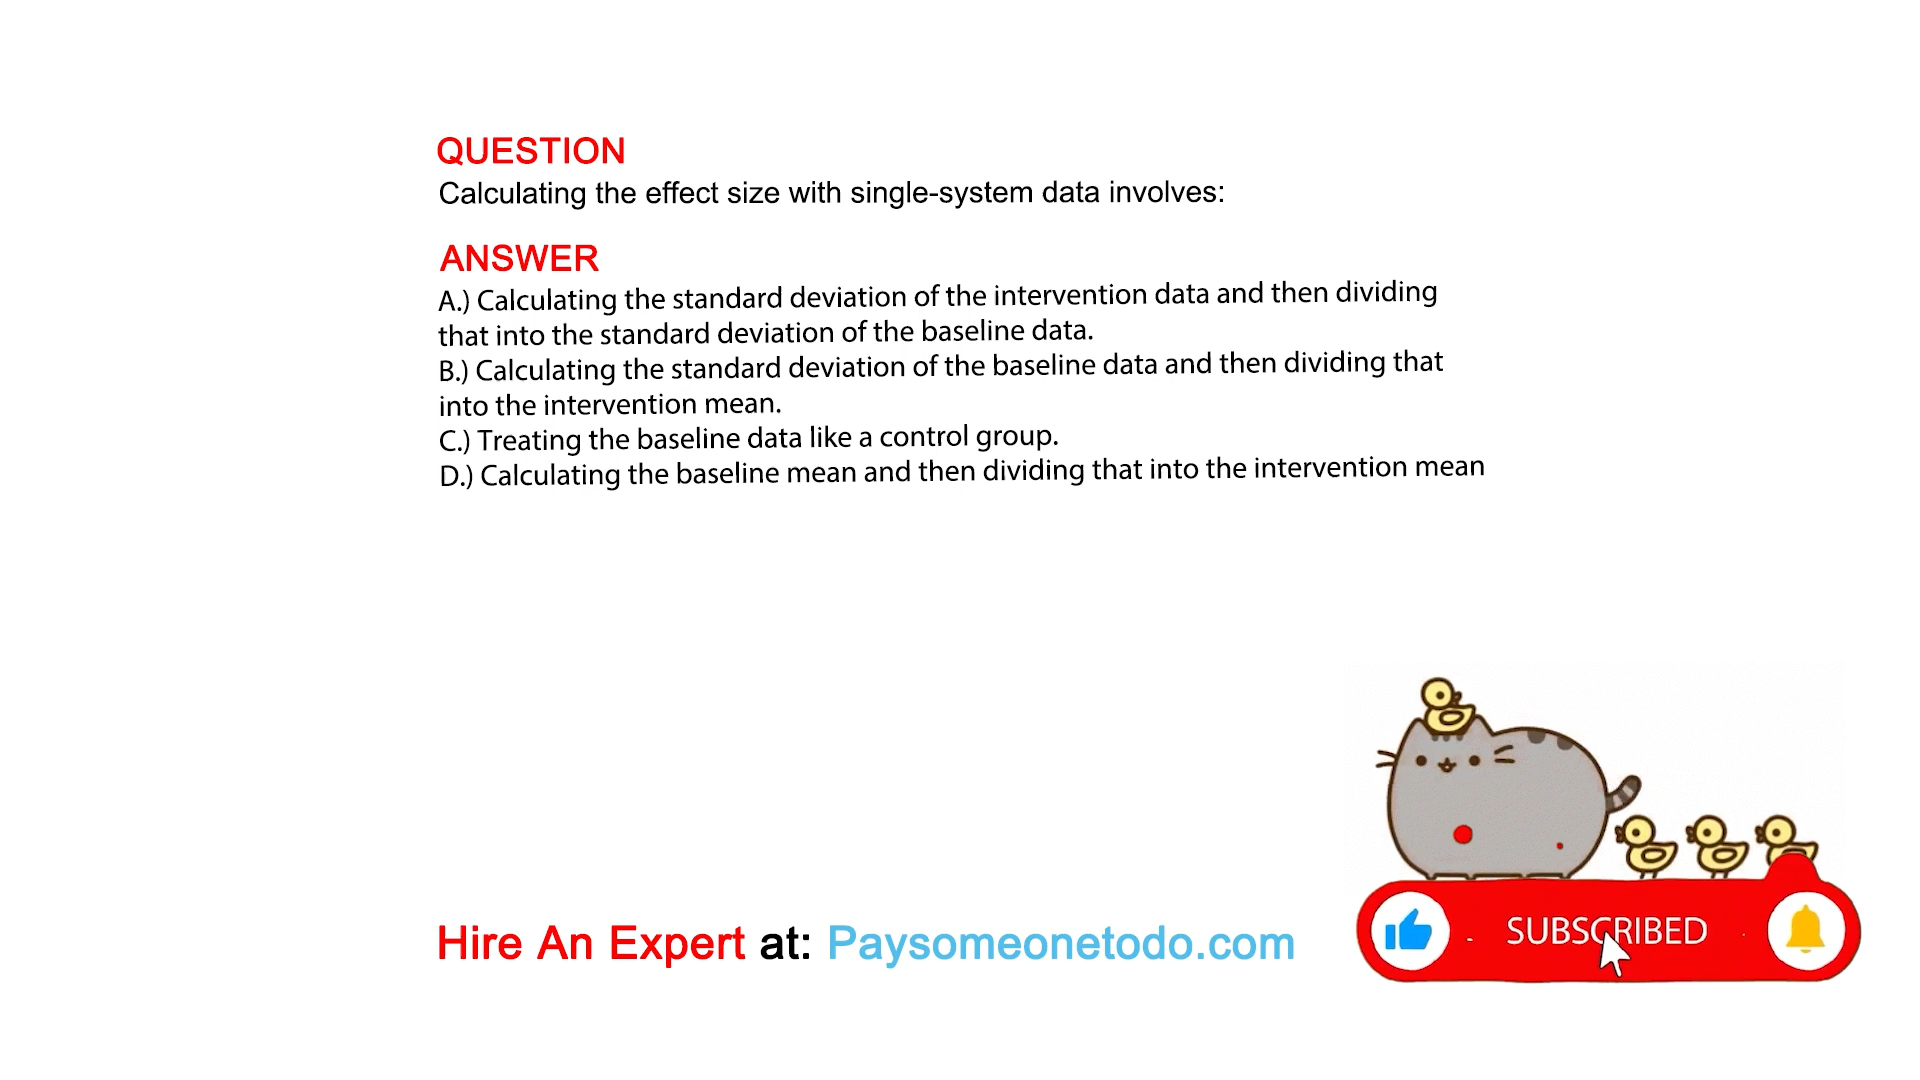 QUESTION
Calculating the effect size with single-system data involves:
ANSWER
A.) Calculating the standard deviation of the intervention data and then dividing
that into the standard deviation of the baseline data.
B.) Calculating the standard deviation of the baseline data and then dividing that
into the intervention mean.
C.) Treating the baseline data like a control group.
D.) Calculating the baseline mean and then dividing that into the intervention mean
Hire An Expert at: Paysomeonetodo.com
SUBSCRIBED